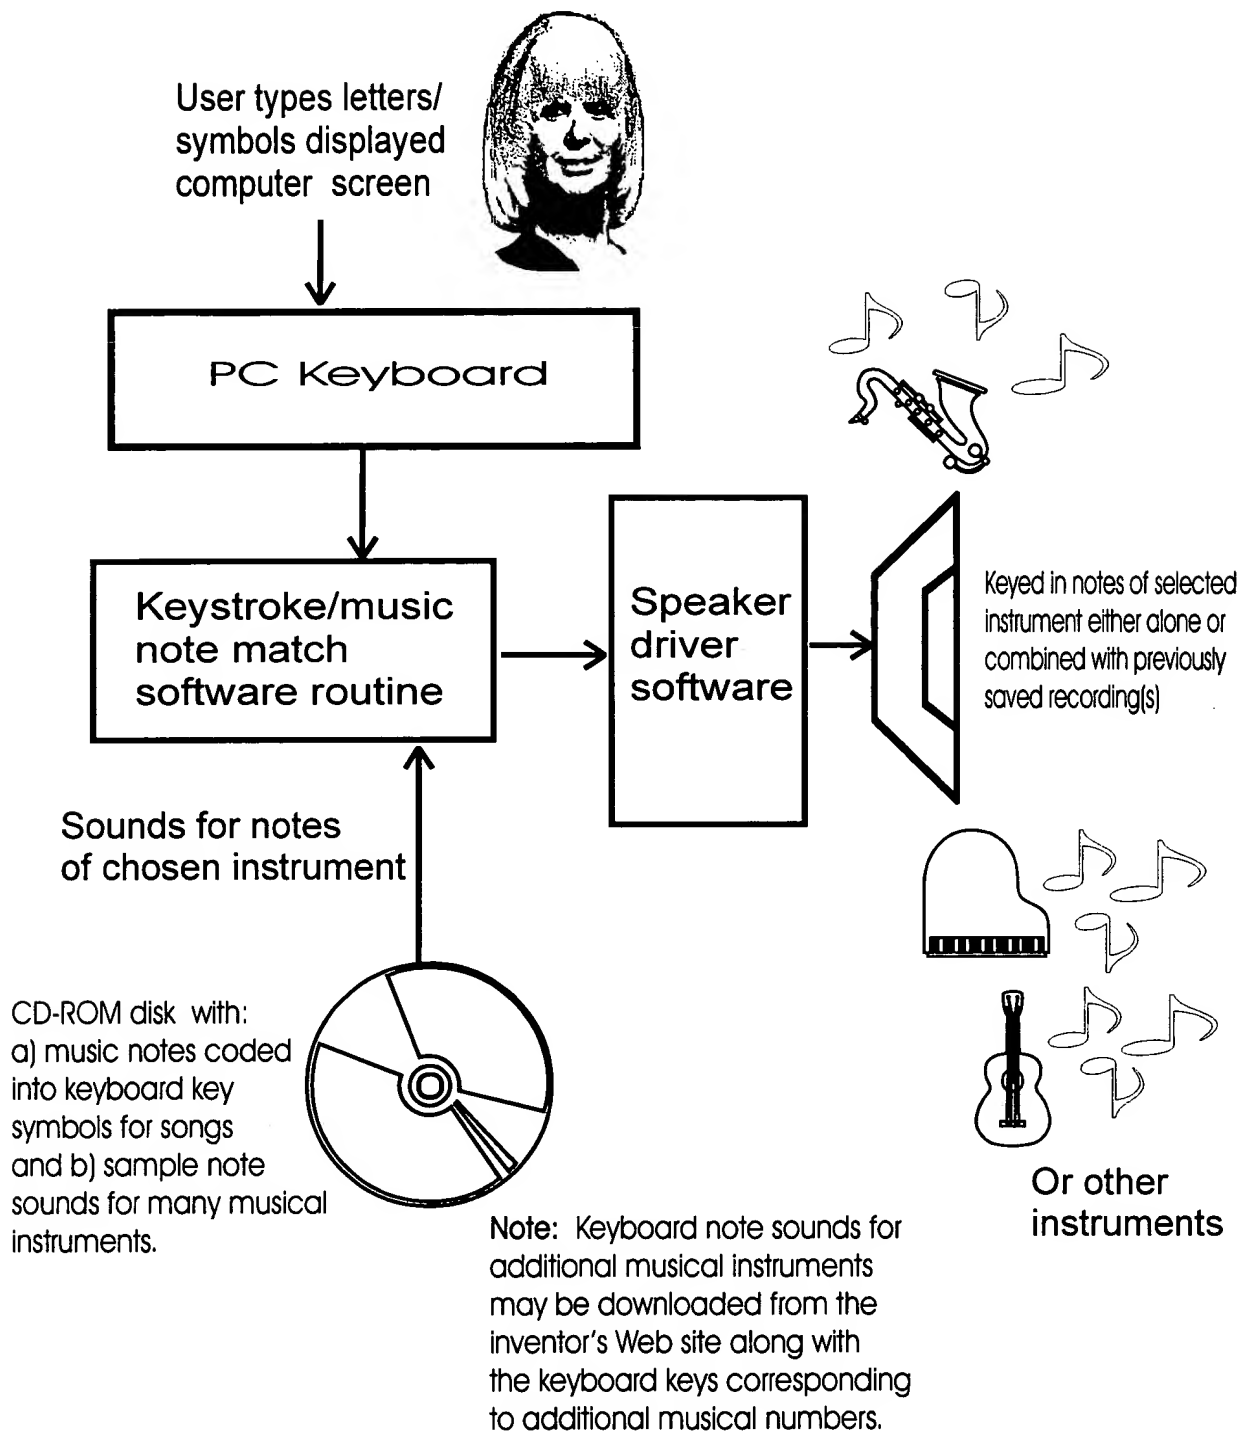 User types letters/
symbols displayed
computer screen
PC Keyboard
Keystroke/music
note match
software routine
Speaker
driver
software
Keyed in notes of selected
instrument either alone or
combined with previously
saved recording(s)
Sounds for notes
of chosen instrument
CD-ROM disk with:
a) music notes coded
into keyboard key
symbols for songs
and b) sample note
sounds for many musical
instruments.
Or other
instruments
Note: Keyboard note sounds for
additional musical instruments
may be downloaded from the
inventor's Web site along with
the keyboard keys corresponding
to additional musical numbers.